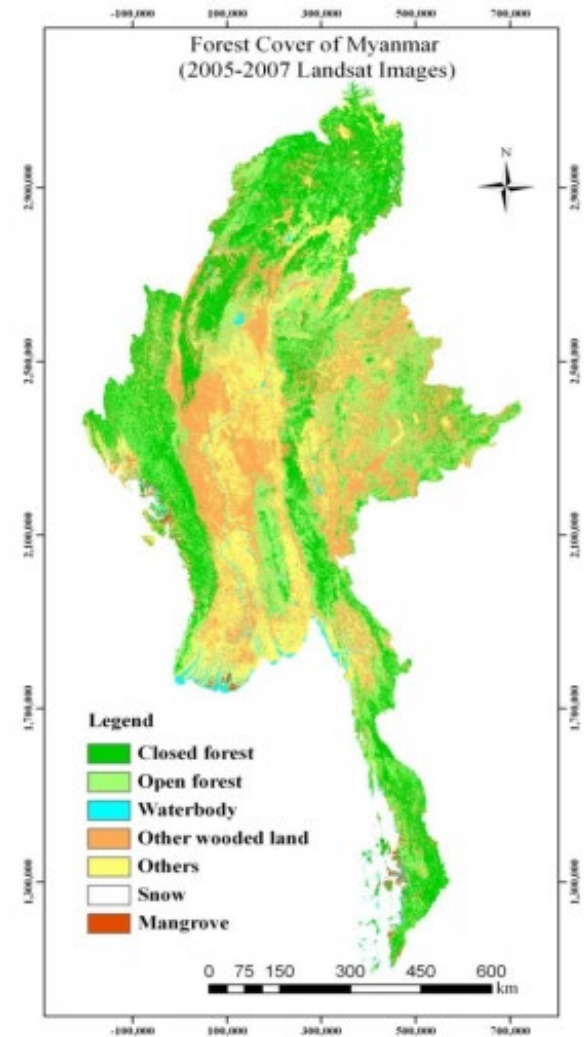 -100,000 100,000 300,000 500,000 700,000
Forest Cover of Myanmar
(2005-2007 Landsat Images)
N
2,900,000 2,900,000
2,500,000 2,500,000
2,100,000 2,100,000
1,700,000 1,700,000
Legend
Closed forest
Open forest
Waterbody
Other wooded land
Others
Snow
Mangrove
1,300,000 1,300,000
0 75 150 300 450 600
km
-100,000 100,000 300,000 500,000 700,000